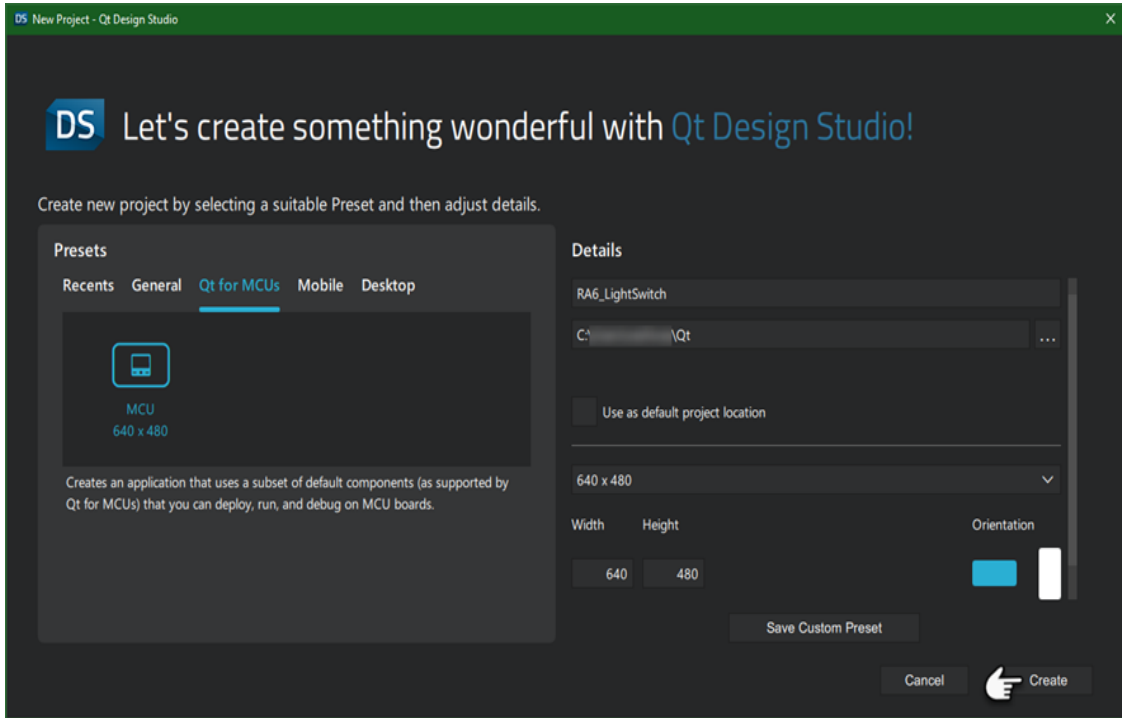 DS New Project - Qt Design Studio
DS Let's create something wonderful with Qt Design Studio!
Create new project by selecting a suitable Preset and then adjust details.
Presets
Recents General Qt for MCUs Mobile Desktop
MCU
640 x 480
Creates an application that uses a subset of default components (as supported by
Qt for MCUs) that you can deploy, run, and debug on MCU boards.
Details
RA6_LightSwitch
C:\ \Qt
...
Use as default project location
640 x 480
Width Height Orientation
640 480
Save Custom Preset
Cancel Create